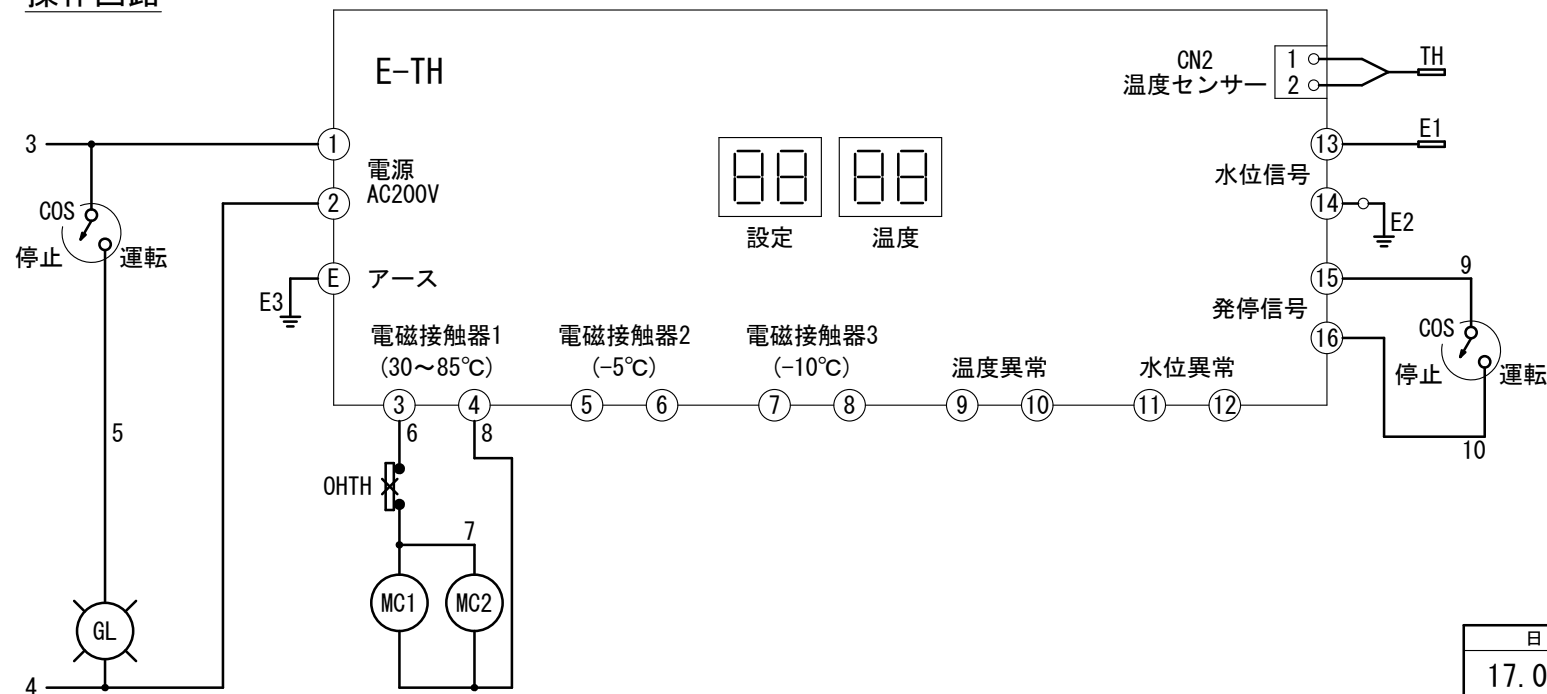 操作回路
E-TH
CN2
温度センサー
1
2
TH
3
1
電源
AC200V
2
13
E1
水位信号
14
E2
88
88
設定
温度
COS
停止
運転
E
アース
E3
15
9
発停信号
16
COS
停止
運転
10
電磁接触器1
(30～85℃)
電磁接触器2
(-5℃)
電磁接触器3
(-10℃)
温度異常
水位異常
3
4
5
6
7
8
9
10
11
12
5
6
8
OHTH
7
MC1
MC2
GL
4
日
17.0